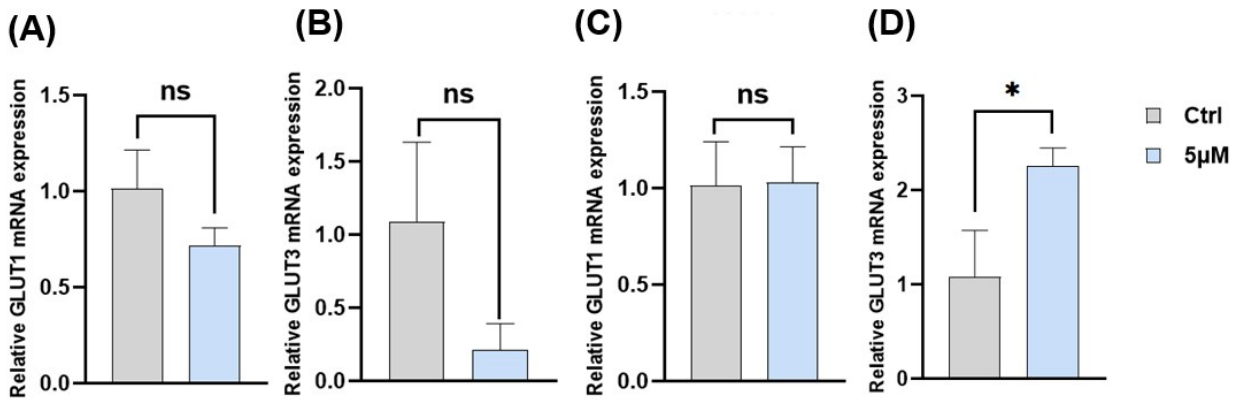 (A)
Relative GLUT1 mRNA expression
1.5
1.0
0.5
0.0
ns
(B)
Relative GLUT3 mRNA expression
2.0
1.5
1.0
0.5
0.0
ns
(C)
Relative GLUT1 mRNA expression
1.5
1.0
0.5
0.0
ns
(D)
Relative GLUT3 mRNA expression
3
2
1
0
*
Ctrl
5μM